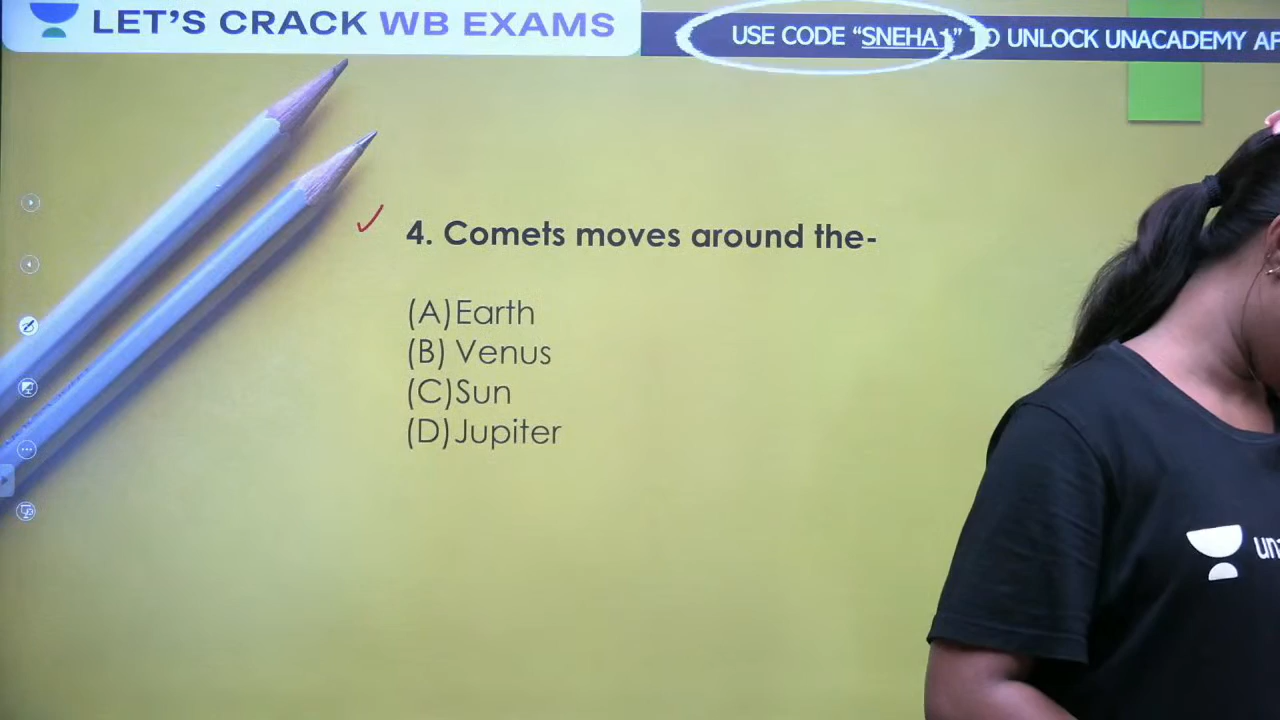 LET'S CRACK WB EXAMS
USE CODE "SNEHA1" TO UNLOCK UNACADEMY
4. Comets moves around the-
(A) Earth
(B) Venus
(C) Sun
(D) Jupiter